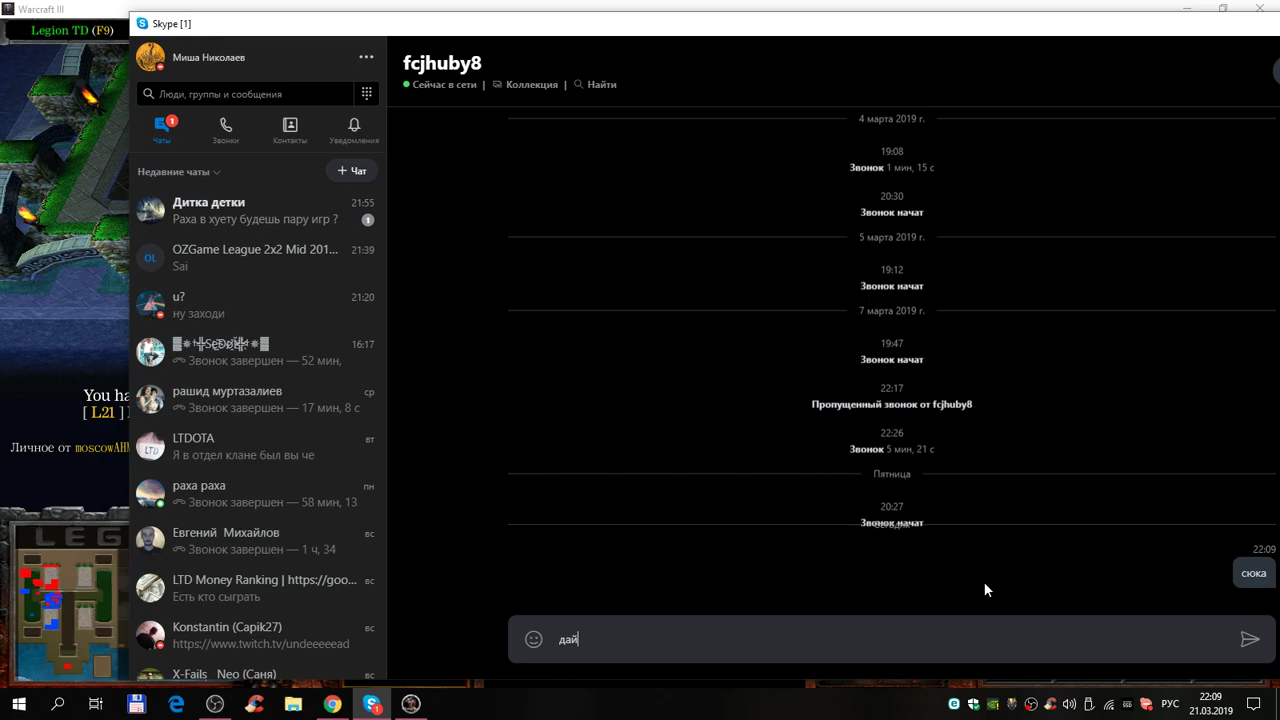 Warcraft III
Legion TD (F9)
Skype [1]
Миша Николаев
Люди, группы и сообщения
Чаты
1
Звонки
Контакты
Уведомления
Недавние чаты
Чат
Дитка детки 21:55
Раха в хуету будешь пару игр ? 1
OL
OZGame League 2x2 Mid 201... 21:39
Sai
u? 21:20
ну заходи
16:17
Звонок завершен — 52 мин,
рашид муртазалиев ср
Звонок завершен — 17 мин, 8 с
LTD
LTDOTA вт
Я в отдел клане был вы че
раха раха пн
Звонок завершен — 58 мин, 13
Евгений Михайлов вс
Звонок завершен — 1 ч, 34
LTD Money Ranking | https://goo... вс
Есть кто сыграть
Konstantin (Capik27) вс
https://www.twitch.tv/undeeeeead
X-Fails_ Neo (Саня) вс
You ha
[ L21 ]
Личное от moscowAHM
LEG
fcjhuby8
Сейчас в сети | Коллекция | Найти
4 марта 2019 г.
19:08
Звонок 1 мин, 15 с
20:30
Звонок начат
5 марта 2019 г.
19:12
Звонок начат
7 марта 2019 г.
19:47
Звонок начат
22:17
Пропущенный звонок от fcjhuby8
22:26
Звонок 5 мин, 21 с
Пятница
20:27
Звонок начат
22:09
сюка
дай
РУС
22:09
21.03.2019